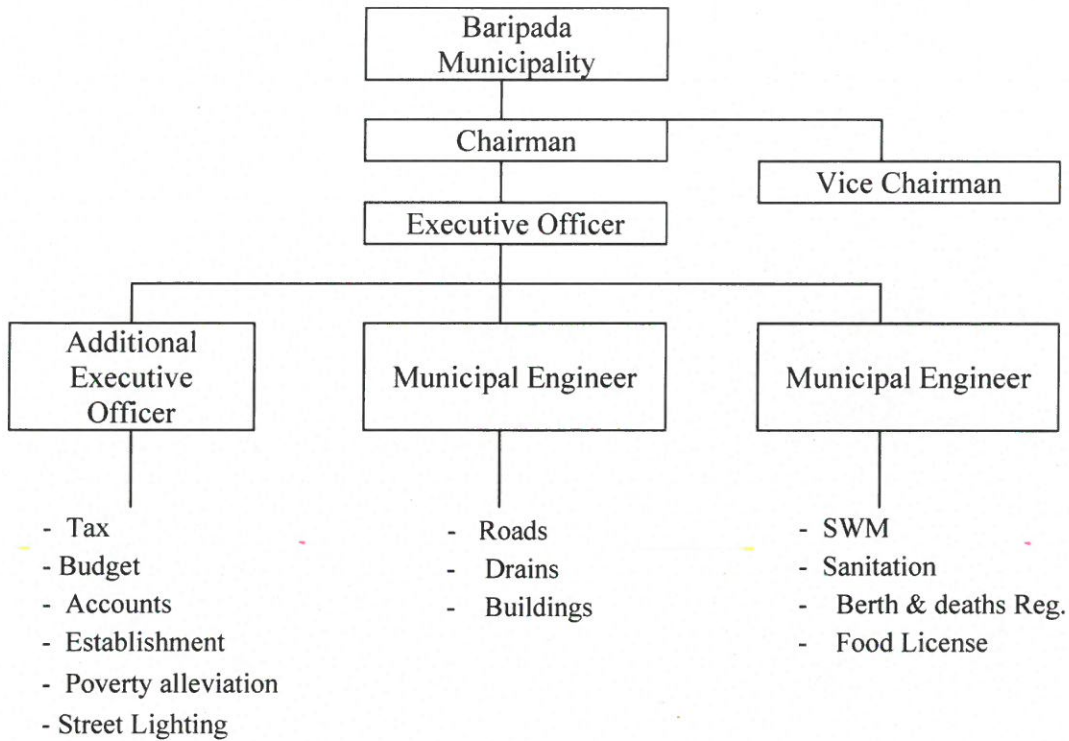 Baripada
Municipality
Chairman
Vice Chairman
Executive Officer
Additional
Executive
Officer
Municipal Engineer
Municipal Engineer
- Tax
- Budget
- Accounts
- Establishment
- Poverty alleviation
- Street Lighting
- Roads
- Drains
- Buildings
- SWM
- Sanitation
- Berth & deaths Reg.
- Food License